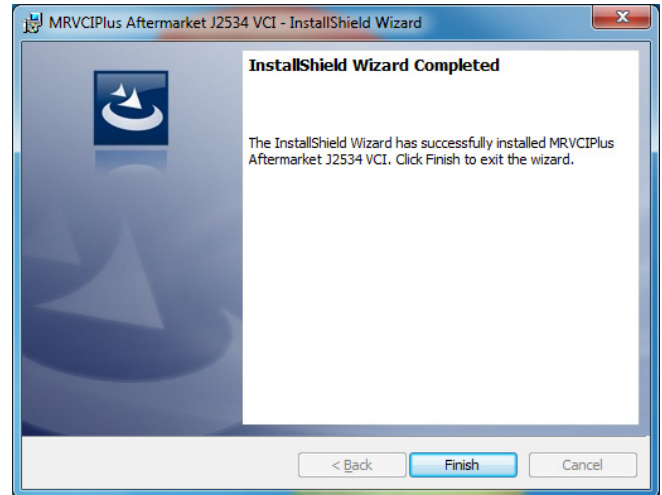 MRVCIPlus Aftermarket J2534 VCI - InstallShield Wizard
InstallShield Wizard Completed
The InstallShield Wizard has successfully installed MRVCIPlus
Aftermarket J2534 VCI. Click Finish to exit the wizard.
< Back
Finish
Cancel